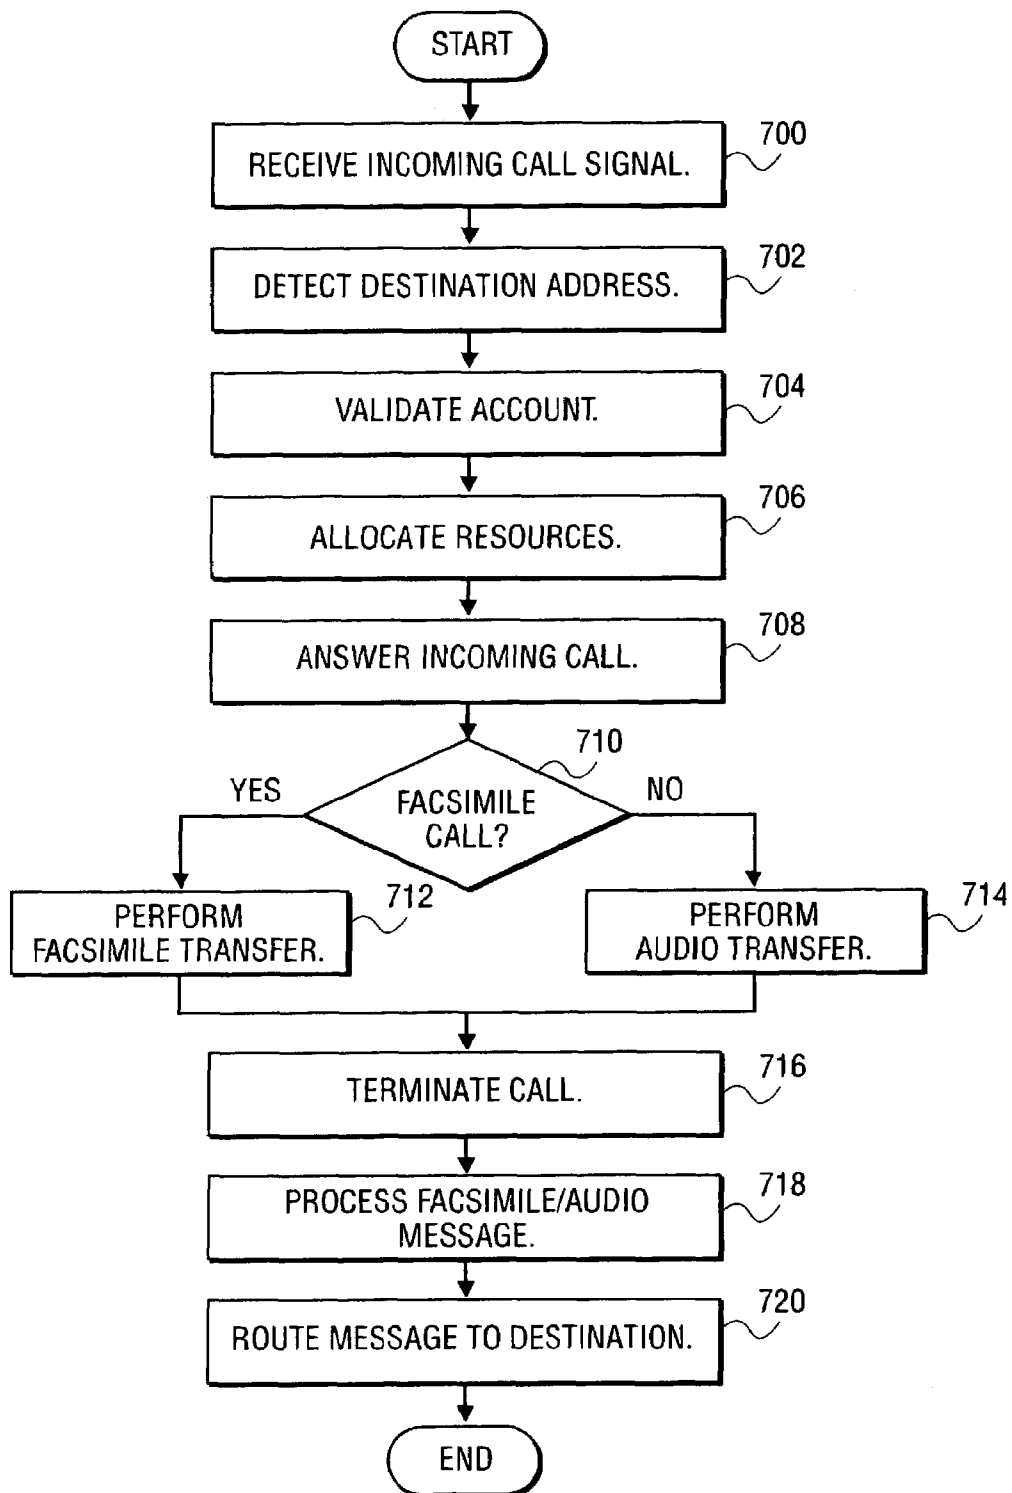 START
700
RECEIVE INCOMING CALL SIGNAL.
702
DETECT DESTINATION ADDRESS.
704
VALIDATE ACCOUNT.
706
ALLOCATE RESOURCES.
708
ANSWER INCOMING CALL.
710
YES
FACSIMILE
CALL?
NO
712
PERFORM
FACSIMILE TRANSFER.
714
PERFORM
AUDIO TRANSFER.
716
TERMINATE CALL.
718
PROCESS FACSIMILE/AUDIO
MESSAGE.
720
ROUTE MESSAGE TO DESTINATION.
END